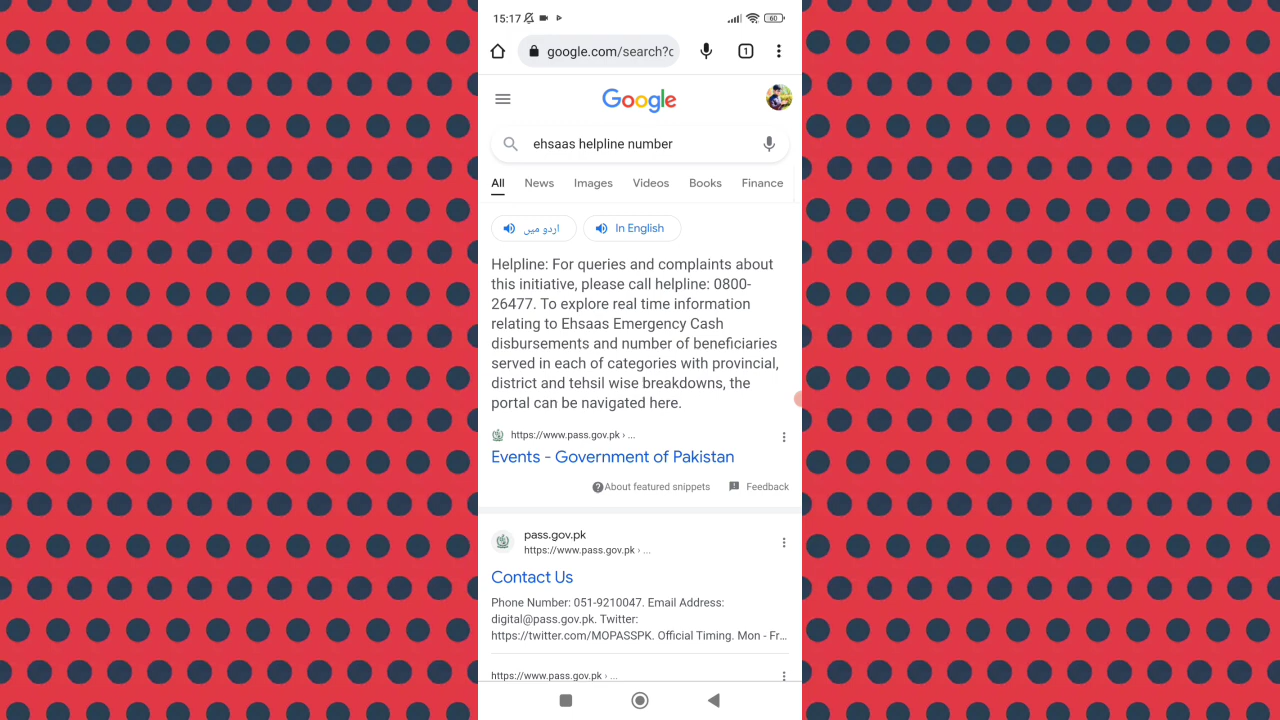 15:17
60
google.com/search?c
1
Google
ehsaas helpline number
All News Images Videos Books Finance
اردو میں In English
Helpline: For queries and complaints about
this initiative, please call helpline: 0800-
26477. To explore real time information
relating to Ehsaas Emergency Cash
disbursements and number of beneficiaries
served in each of categories with provincial,
district and tehsil wise breakdowns, the
portal can be navigated here.
https://www.pass.gov.pk › ...
Events - Government of Pakistan
About featured snippets Feedback
pass.gov.pk
https://www.pass.gov.pk › ...
Contact Us
Phone Number: 051-9210047. Email Address:
digital@pass.gov.pk. Twitter:
https://twitter.com/MOPASSPK. Official Timing. Mon - Fr...
https://www.pass.gov.pk › ...